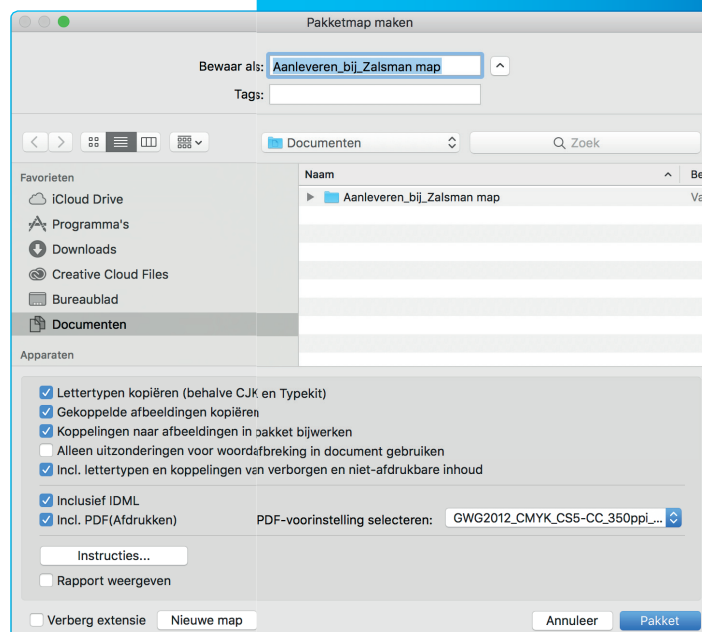 Pakketmap maken
Bewaar als: Aanleveren_bij_Zalsman map
Tags:
Documenten
Zoek
Favorieten
iCloud Drive
Programma's
Downloads
Creative Cloud Files
Bureaublad
Documenten
Apparaten
Naam
Be
Aanleveren_bij_Zalsman map
Va
Lettertypen kopiëren (behalve CJK en Typekit)
Gekoppelde afbeeldingen kopiëren
Koppelingen naar afbeeldingen in pakket bijwerken
Alleen uitzonderingen voor woordafbreking in document gebruiken
Incl. lettertypen en koppelingen van verborgen en niet-afdrukbare inhoud
Inclusief IDML
Incl. PDF(Afdrukken) PDF-voorinstelling selecteren: GWG2012_CMYK_CS5-CC_350ppi_...
Instructies...
Rapport weergeven
Verberg extensie Nieuwe map Annuleer Pakket